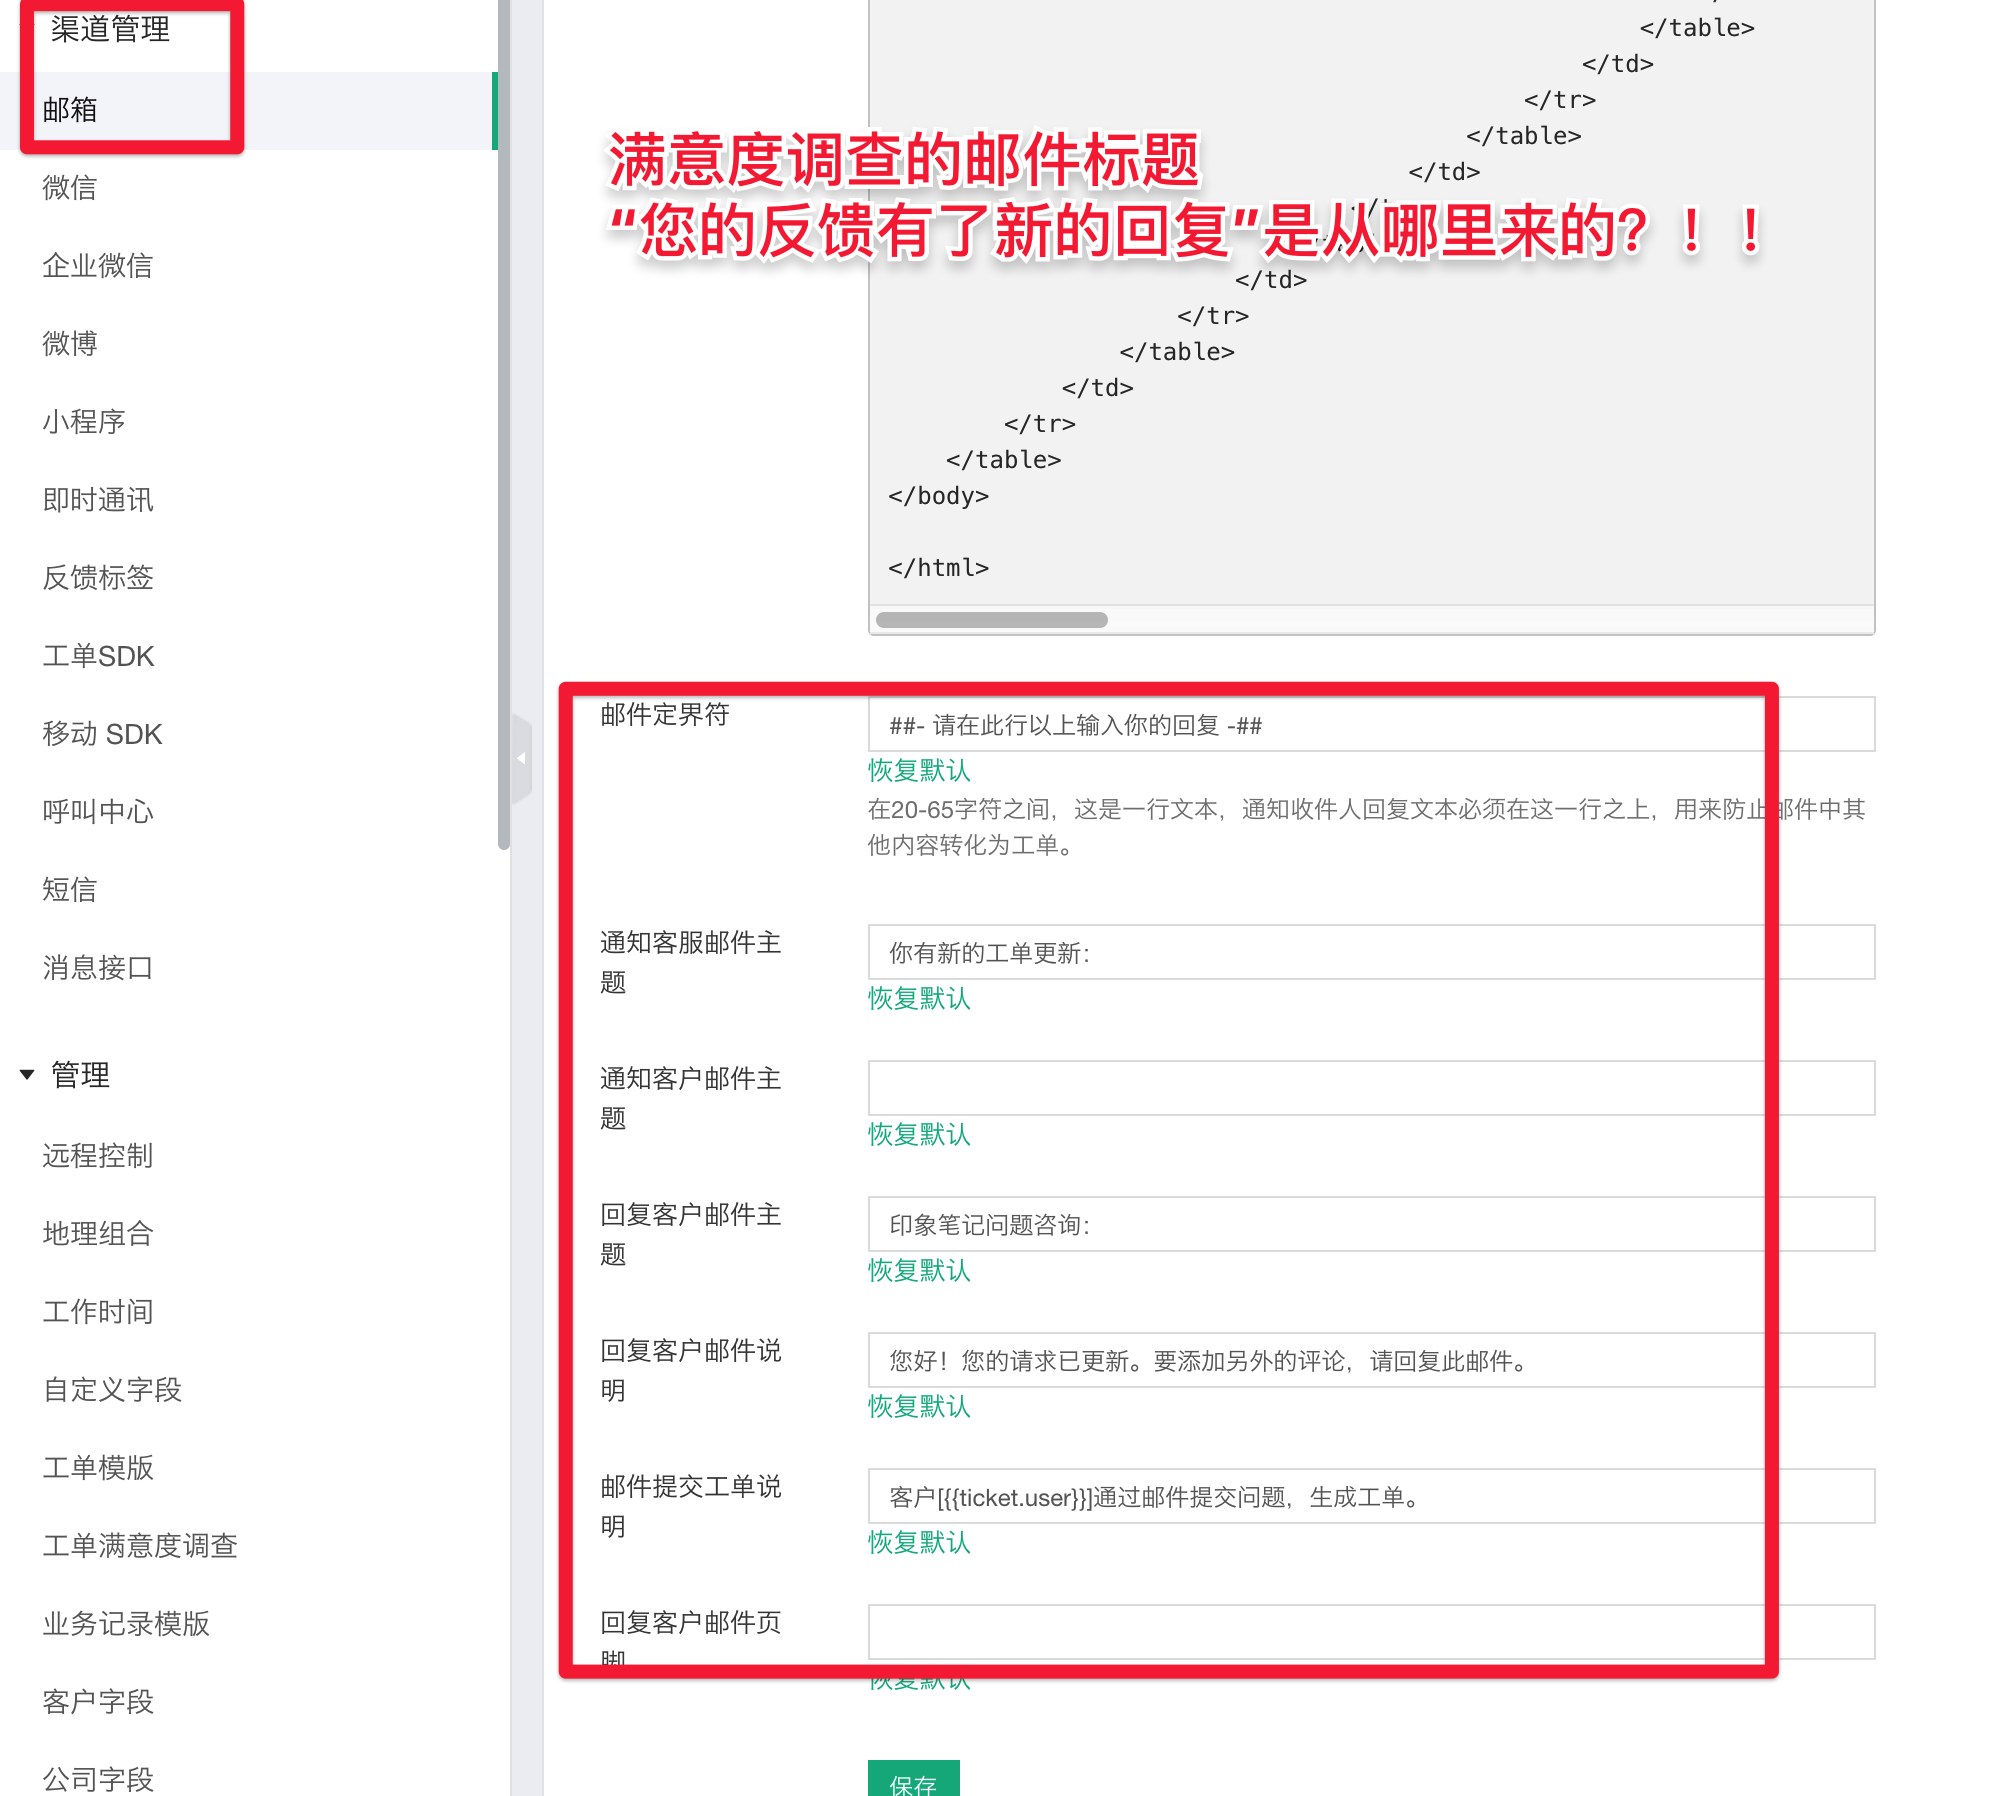 渠道管理
邮箱
微信
企业微信
微博
小程序
即时通讯
反馈标签
工单SDK
移动 SDK
呼叫中心
短信
消息接口
管理
远程控制
地理组合
工作时间
自定义字段
工单模版
工单满意度调查
业务记录模版
客户字段
公司字段
</table>
</td>
</tr>
</table>
</td>
满意度调查的邮件标题
“您的反馈有了新的回复”是从哪里来的？！！
</td>
</tr>
</table>
</td>
</tr>
</table>
</body>
</html>
邮件定界符
##- 请在此行以上输入你的回复 -##
恢复默认
在20-65字符之间，这是一行文本，通知收件人回复文本必须在这一行之上，用来防止邮件中其
他内容转化为工单。
通知客服邮件主
题
你有新的工单更新：
恢复默认
通知客户邮件主
题
恢复默认
回复客户邮件主
题
印象笔记问题咨询：
恢复默认
回复客户邮件说
明
您好！您的请求已更新。要添加另外的评论，请回复此邮件。
恢复默认
邮件提交工单说
明
客户[{{ticket.user}}]通过邮件提交问题，生成工单。
恢复默认
回复客户邮件页
脚
恢复默认
保存